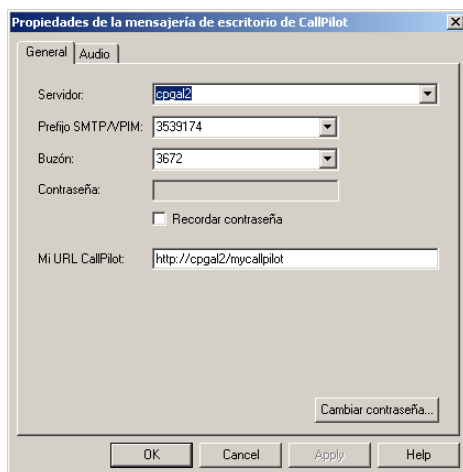 Propiedades de la mensajería de escritorio de CallPilot
General Audio
Servidor: cpgal2
Prefijo SMTP/VPIM: 3539174
Buzón: 3672
Contraseña:
Recordar contraseña
Mi URL CallPilot: http://cpgal2/mycallpilot
Cambiar contraseña...
OK Cancel Apply Help